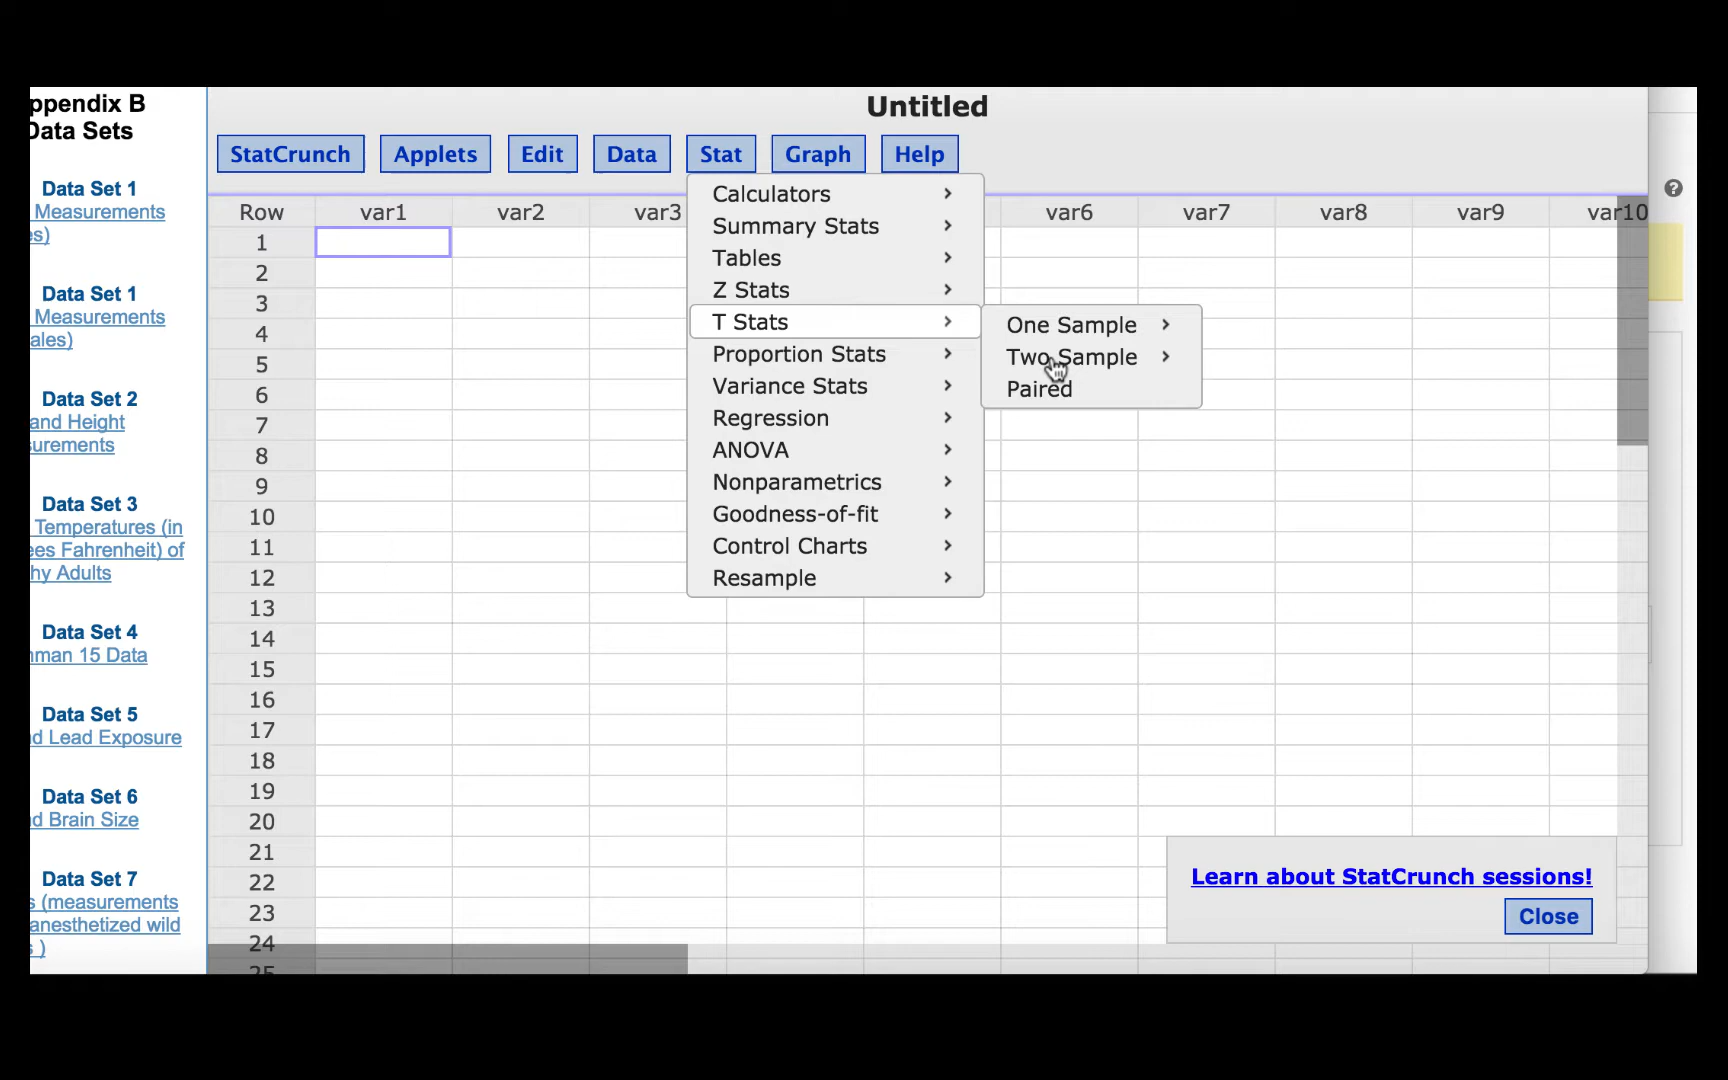 Untitled
StatCrunch Applets Edit Data Stat Graph Help
ppendix B
Data Sets
Data Set 1
Measurements
es)
Data Set 1
Measurements
ales)
Data Set 2
and Height
surements
Data Set 3
Temperatures (in
ees Fahrenheit) of
hy Adults
Data Set 4
hman 15 Data
Data Set 5
nd Lead Exposure
Data Set 6
nd Brain Size
Data Set 7
s (measurements
anesthetized wild
s )
Row var1 var2 var3 var6 var7 var8 var9 var10
1
2
3
4
5
6
7
8
9
10
11
12
13
14
15
16
17
18
19
20
21
22
23
24
25
Calculators
Summary Stats
Tables
Z Stats
T Stats
Proportion Stats
Variance Stats
Regression
ANOVA
Nonparametrics
Goodness-of-fit
Control Charts
Resample
One Sample
Two Sample
Paired
Learn about StatCrunch sessions!
Close
?